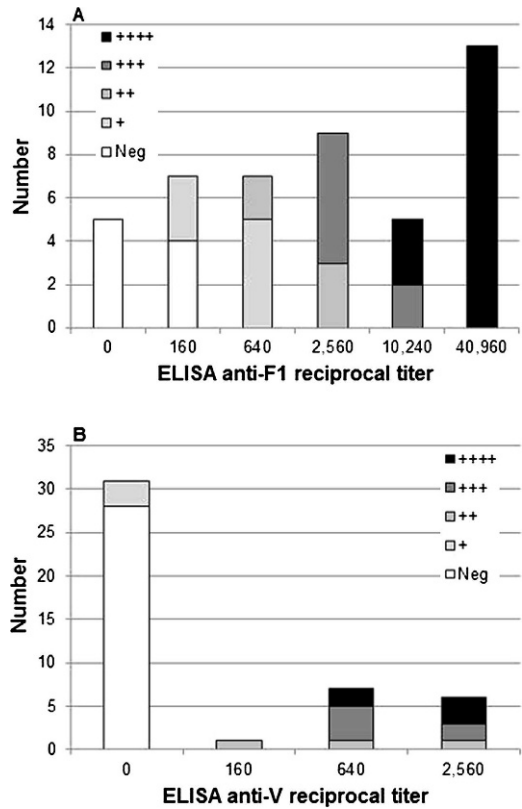 A
14
12
10
8
6
4
2
0
Number
++++
+++
++
+
Neg
0 160 640 2,560 10,240 40,960
ELISA anti-F1 reciprocal titer
B
35
30
25
20
15
10
5
0
Number
++++
+++
++
+
Neg
0 160 640 2,560
ELISA anti-V reciprocal titer